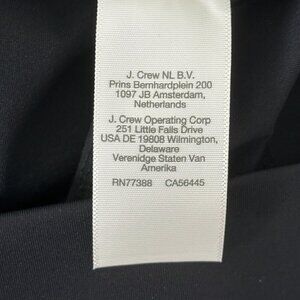 J. Crew NL B.V.
Prins Bernhardplein 200
1097 JB Amsterdam,
Netherlands
J. Crew Operating Corp
251 Little Falls Drive
USA DE 19808 Wilmington,
Delaware
Verenidge Staten Van
Amerika
RN77388 CA56445